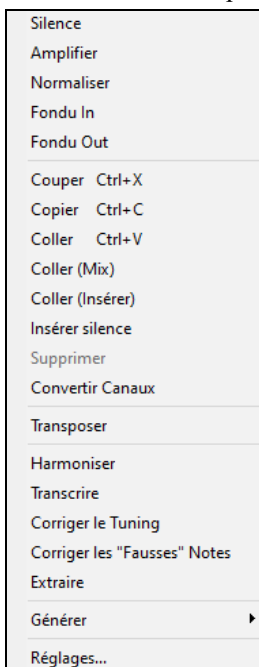 Silence
Amplifier
Normaliser
Fondu In
Fondu Out
Couper Ctrl+X
Copier Ctrl+C
Coller Ctrl+V
Coller (Mix)
Coller (Insérer)
Insérer silence
Supprimer
Convertir Canaux
Transposer
Harmoniser
Transcrire
Corriger le Tuning
Corriger les "Fausses" Notes
Extraire
Générer
Réglages...